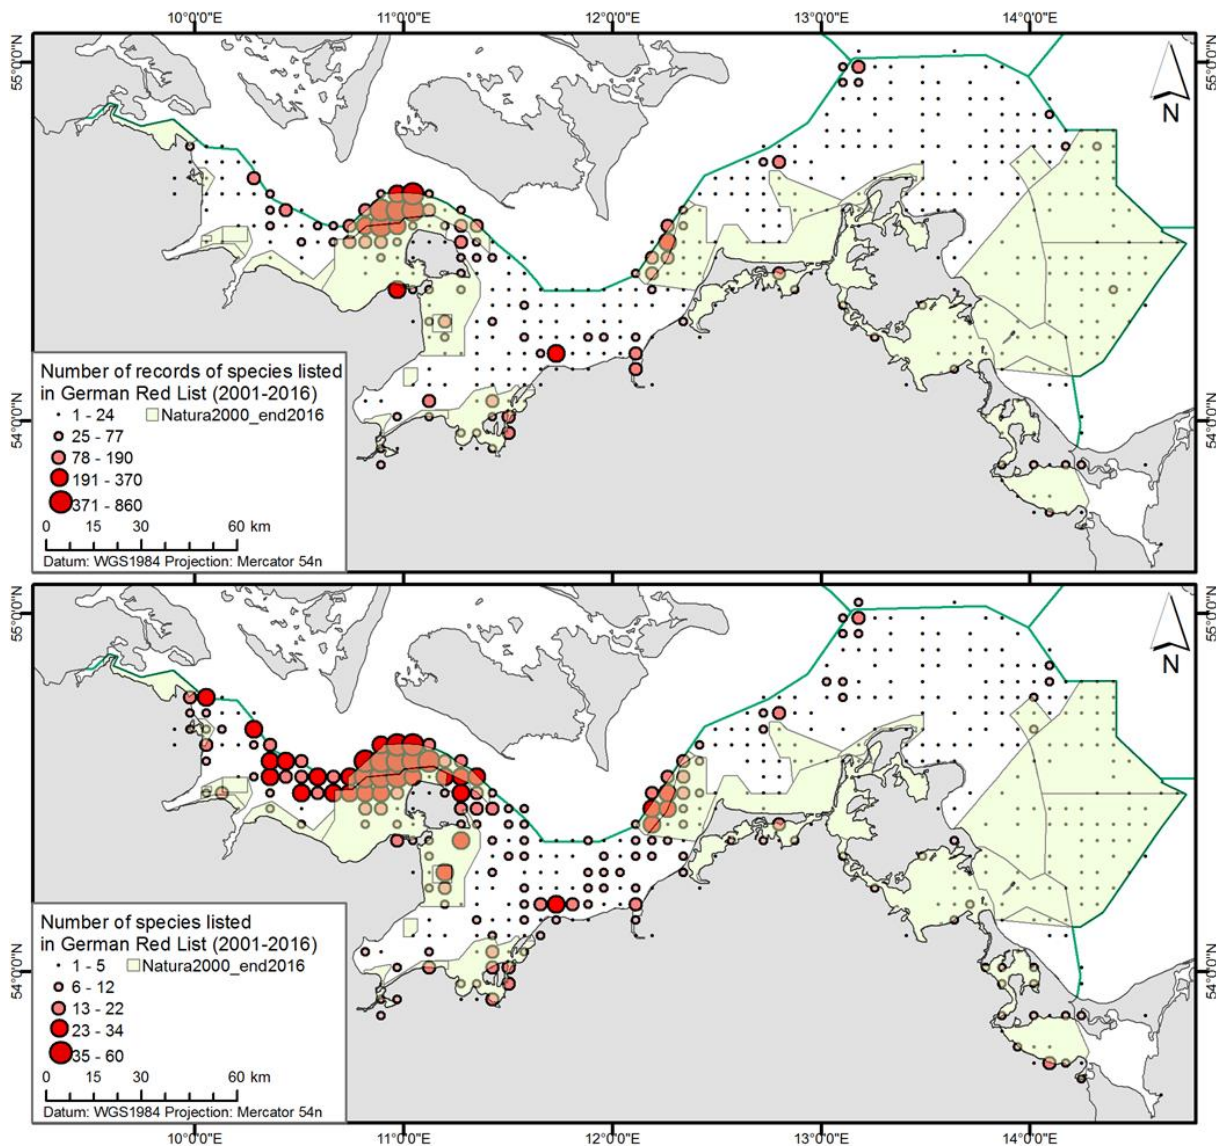 10°0'0"E 11°0'0"E 12°0'0"E 13°0'0"E 14°0'0"E
55°0'0"N 55°0'0"N
N
54°0'0"N 54°0'0"N
Number of records of species listed
in German Red List (2001-2016)
1 - 24 Natura2000_end2016
25 - 77
78 - 190
191 - 370
371 - 860
0 15 30 60 km
Datum: WGS1984 Projection: Mercator 54n
55°0'0"N 55°0'0"N
N
54°0'0"N 54°0'0"N
Number of species listed
in German Red List (2001-2016)
1 - 5 Natura2000_end2016
6 - 12
13 - 22
23 - 34
35 - 60
0 15 30 60 km
Datum: WGS1984 Projection: Mercator 54n
10°0'0"E 11°0'0"E 12°0'0"E 13°0'0"E 14°0'0"E